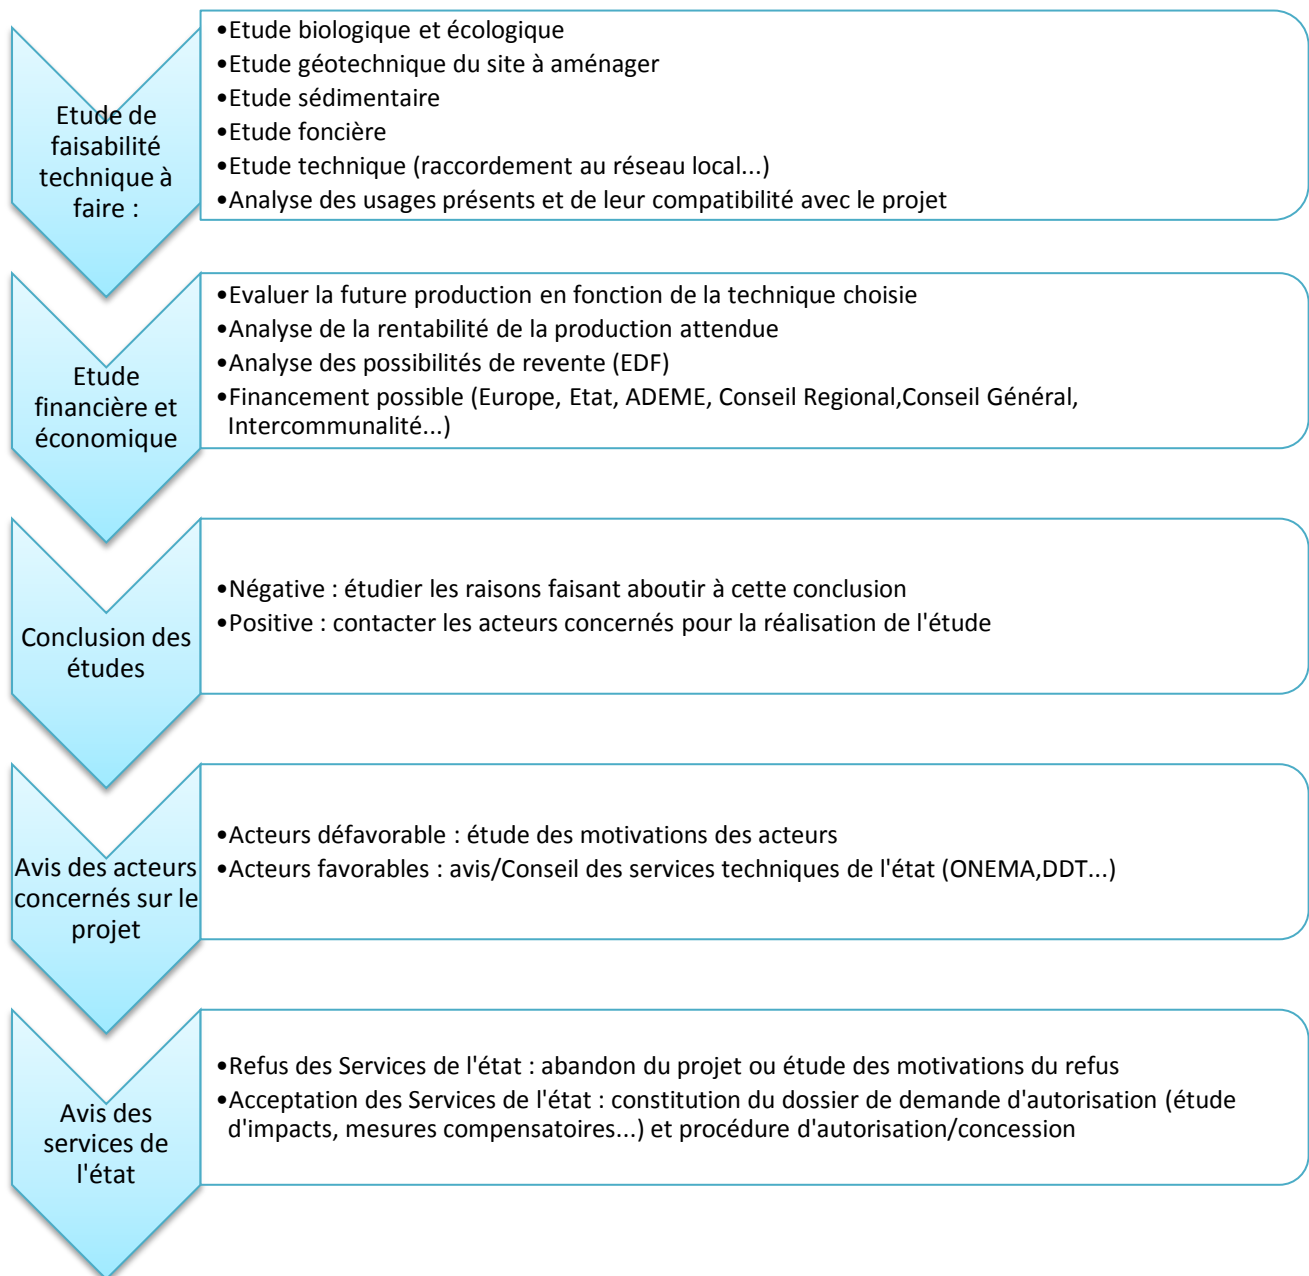 Etude de
faisabilité
technique à
faire :
•Etude biologique et écologique
•Etude géotechnique du site à aménager
•Etude sédimentaire
•Etude foncière
•Etude technique (raccordement au réseau local...)
•Analyse des usages présents et de leur compatibilité avec le projet
Etude
financière et
économique
•Evaluer la future production en fonction de la technique choisie
•Analyse de la rentabilité de la production attendue
•Analyse des possibilités de revente (EDF)
•Financement possible (Europe, Etat, ADEME, Conseil Regional,Conseil Général,
Intercommunalité...)
Conclusion des
études
•Négative : étudier les raisons faisant aboutir à cette conclusion
•Positive : contacter les acteurs concernés pour la réalisation de l'étude
Avis des acteurs
concernés sur le
projet
•Acteurs défavorable : étude des motivations des acteurs
•Acteurs favorables : avis/Conseil des services techniques de l'état (ONEMA,DDT...)
Avis des
services de
l'état
•Refus des Services de l'état : abandon du projet ou étude des motivations du refus
•Acceptation des Services de l'état : constitution du dossier de demande d'autorisation (étude
d'impacts, mesures compensatoires...) et procédure d'autorisation/concession